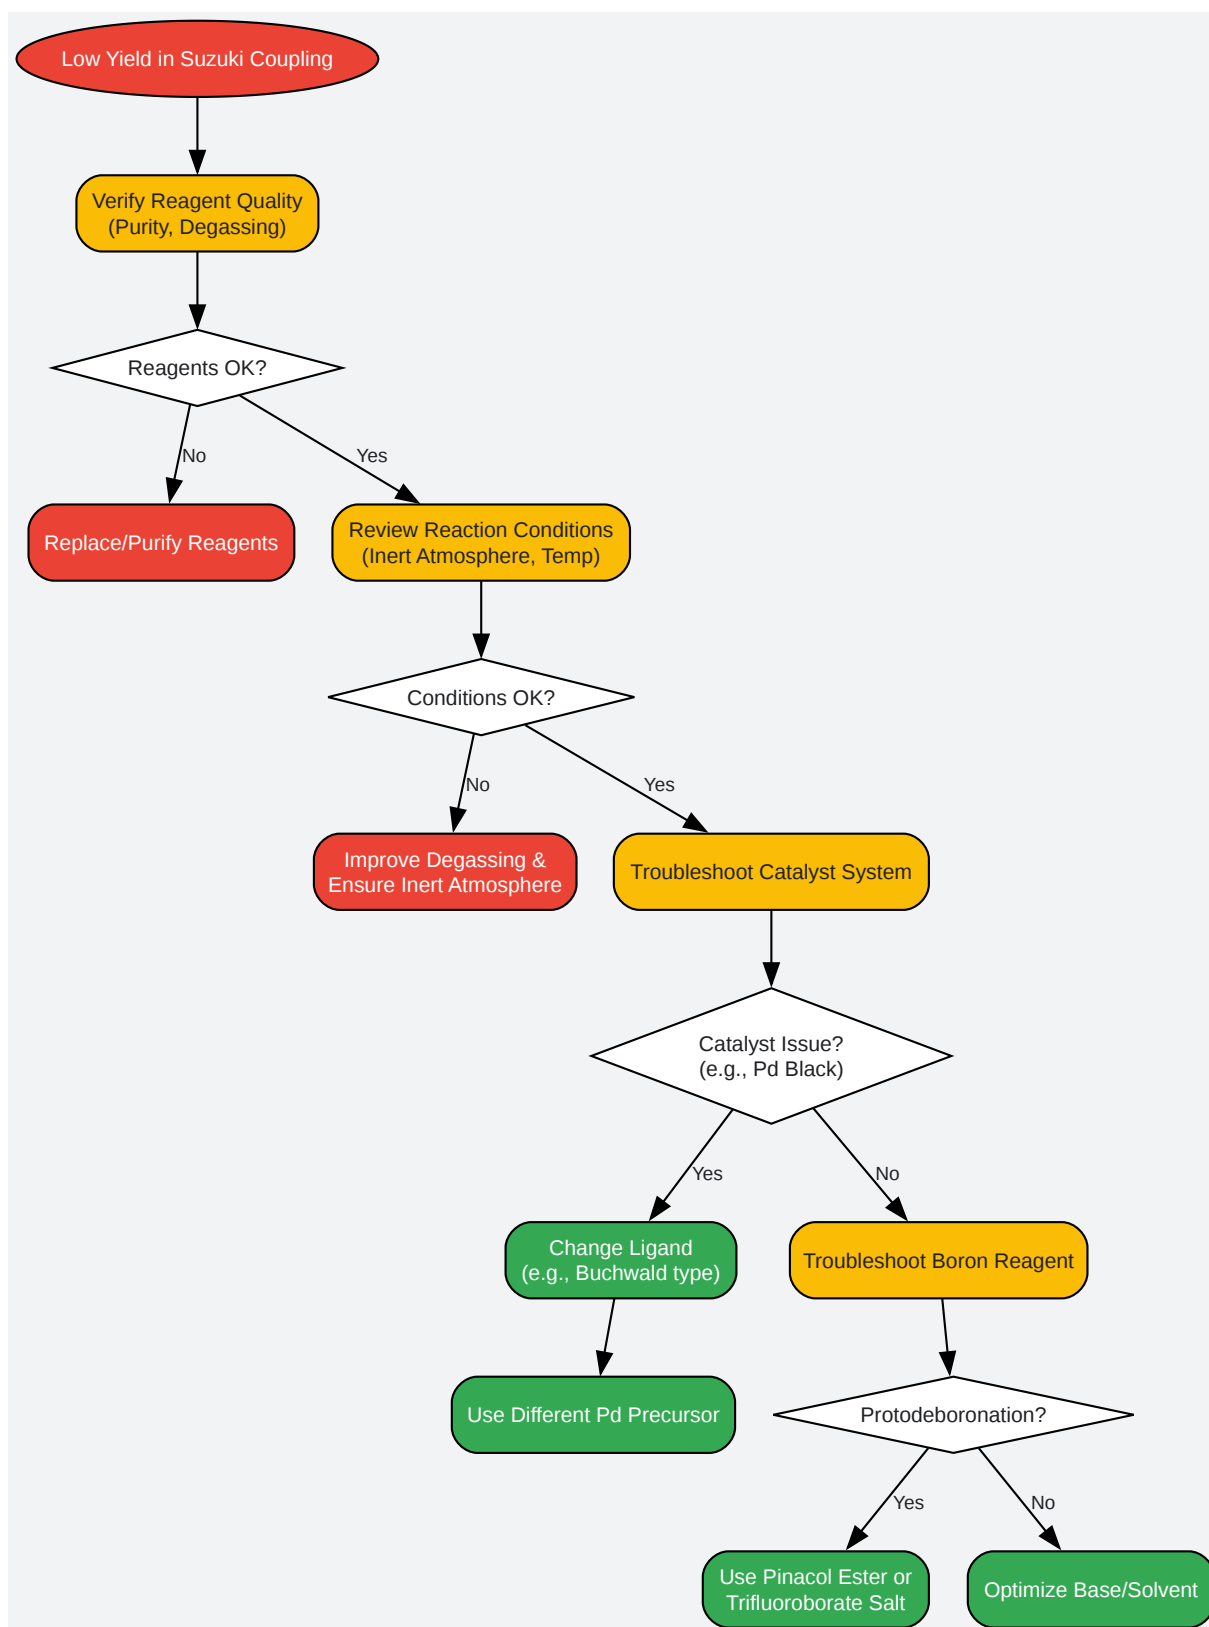 Low Yield in Suzuki Coupling
Verify Reagent Quality
(Purity, Degassing)
Reagents OK?
No
Yes
Replace/Purify Reagents
Review Reaction Conditions
(Inert Atmosphere, Temp)
Conditions OK?
No
Yes
Improve Degassing &
Ensure Inert Atmosphere
Troubleshoot Catalyst System
Catalyst Issue?
(e.g., Pd Black)
Yes
No
Change Ligand
(e.g., Buchwald type)
Troubleshoot Boron Reagent
Use Different Pd Precursor
Protodeboronation?
Yes
No
Use Pinacol Ester or
Trifluoroborate Salt
Optimize Base/Solvent